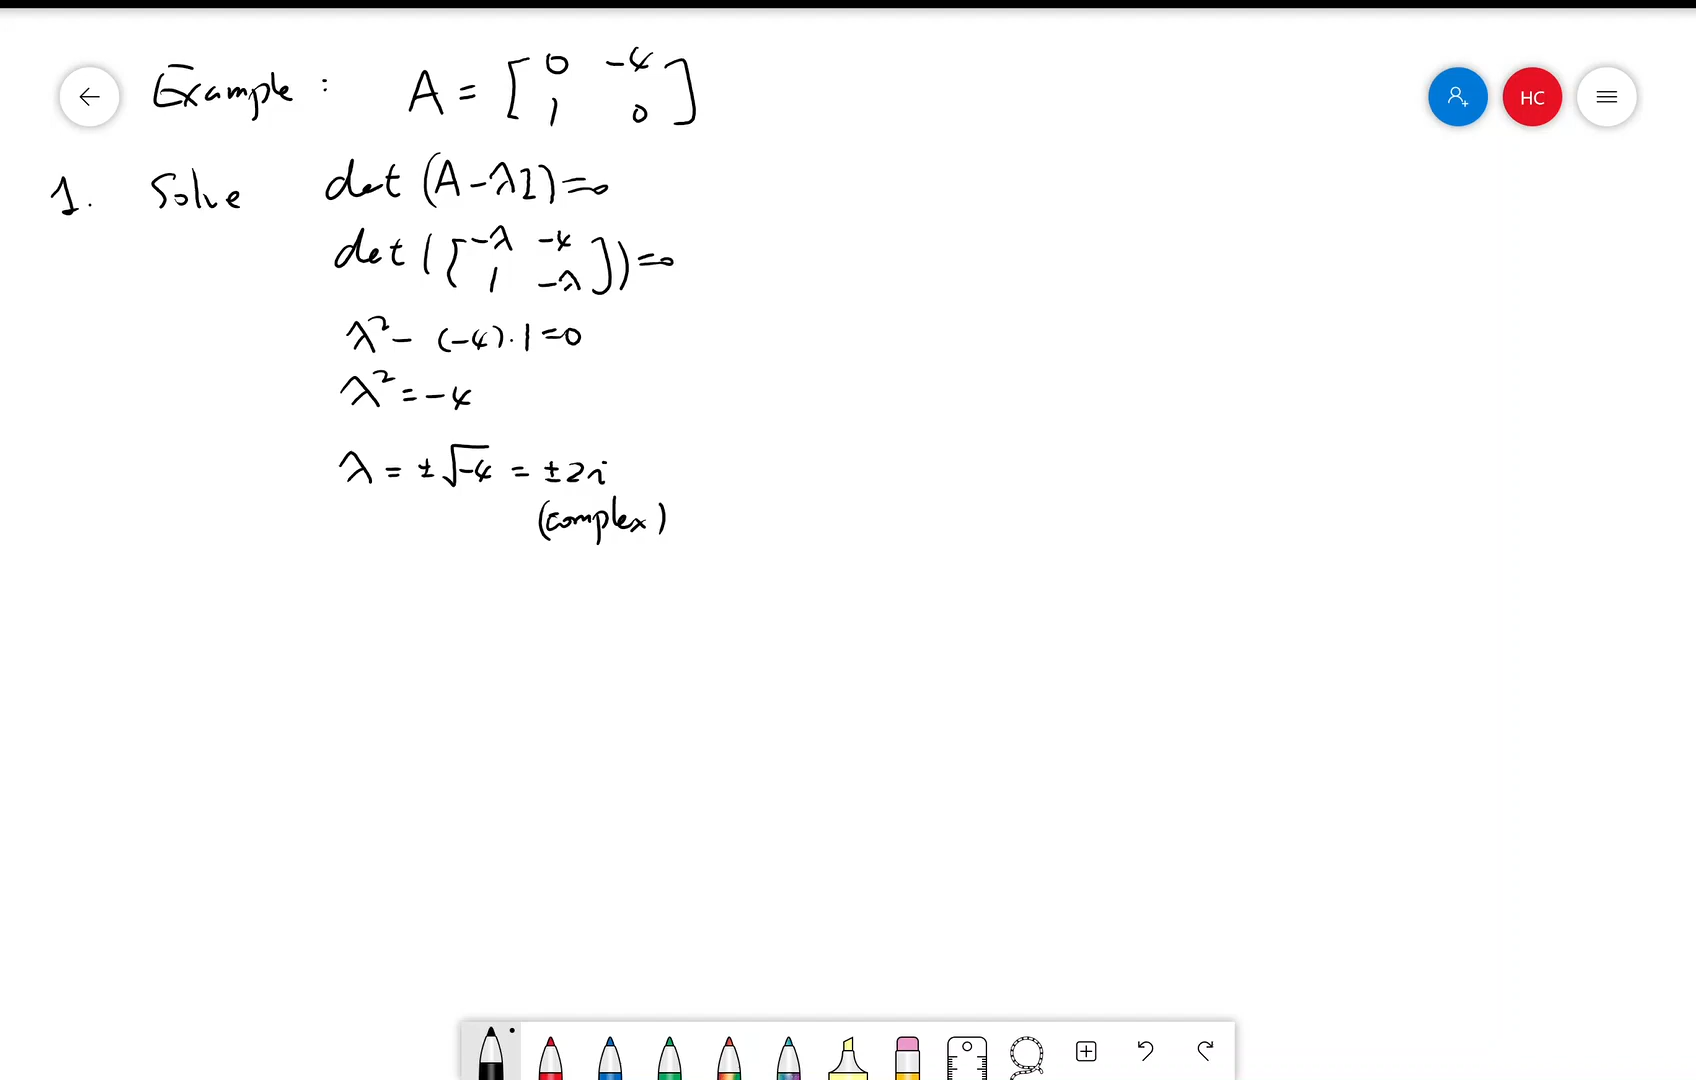 Example : A = [ 0 -4 ; 1 0 ]
HC
1. Solve det (A-λI)=0
det ([ -λ -4 ; 1 -λ ])=0
λ² - (-4)·1=0
λ² = -4
λ = ±√-4 = ±2i
(complex)